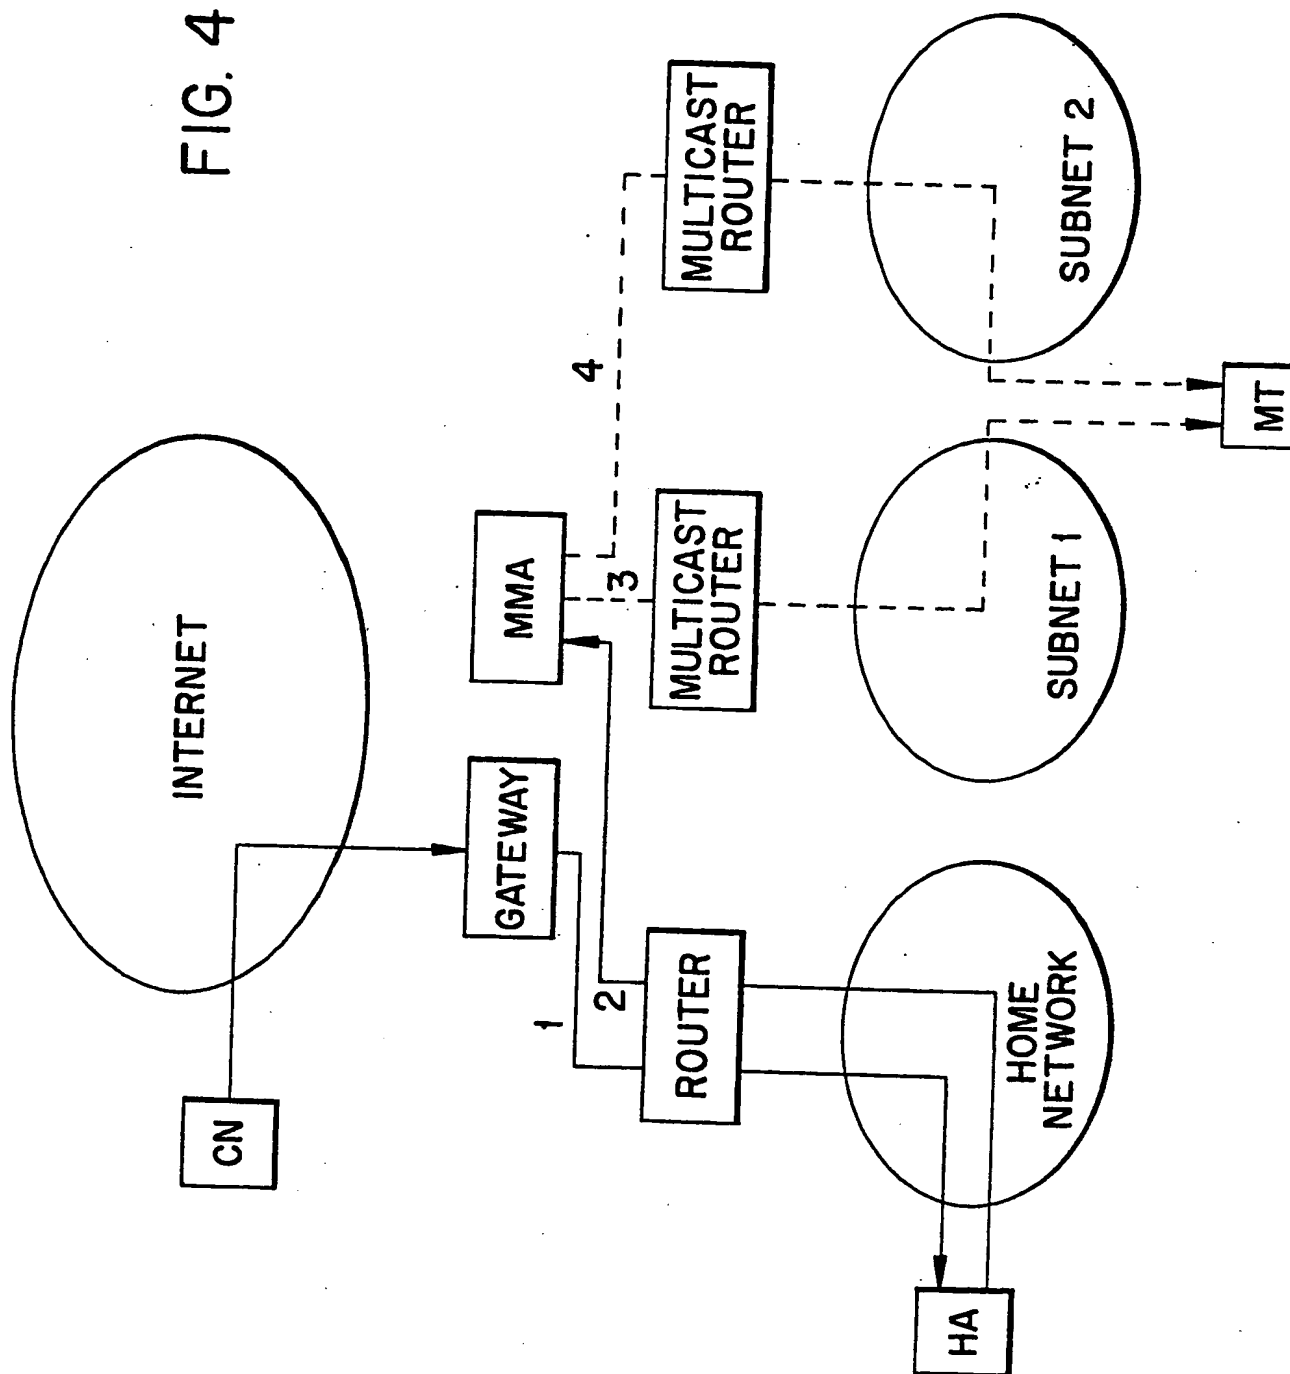 FIG. 4
INTERNET
CN
GATEWAY
MMA
1
2
3
4
ROUTER
MULTICAST
ROUTER
MULTICAST
ROUTER
HOME
NETWORK
SUBNET 1
SUBNET 2
HA
MT